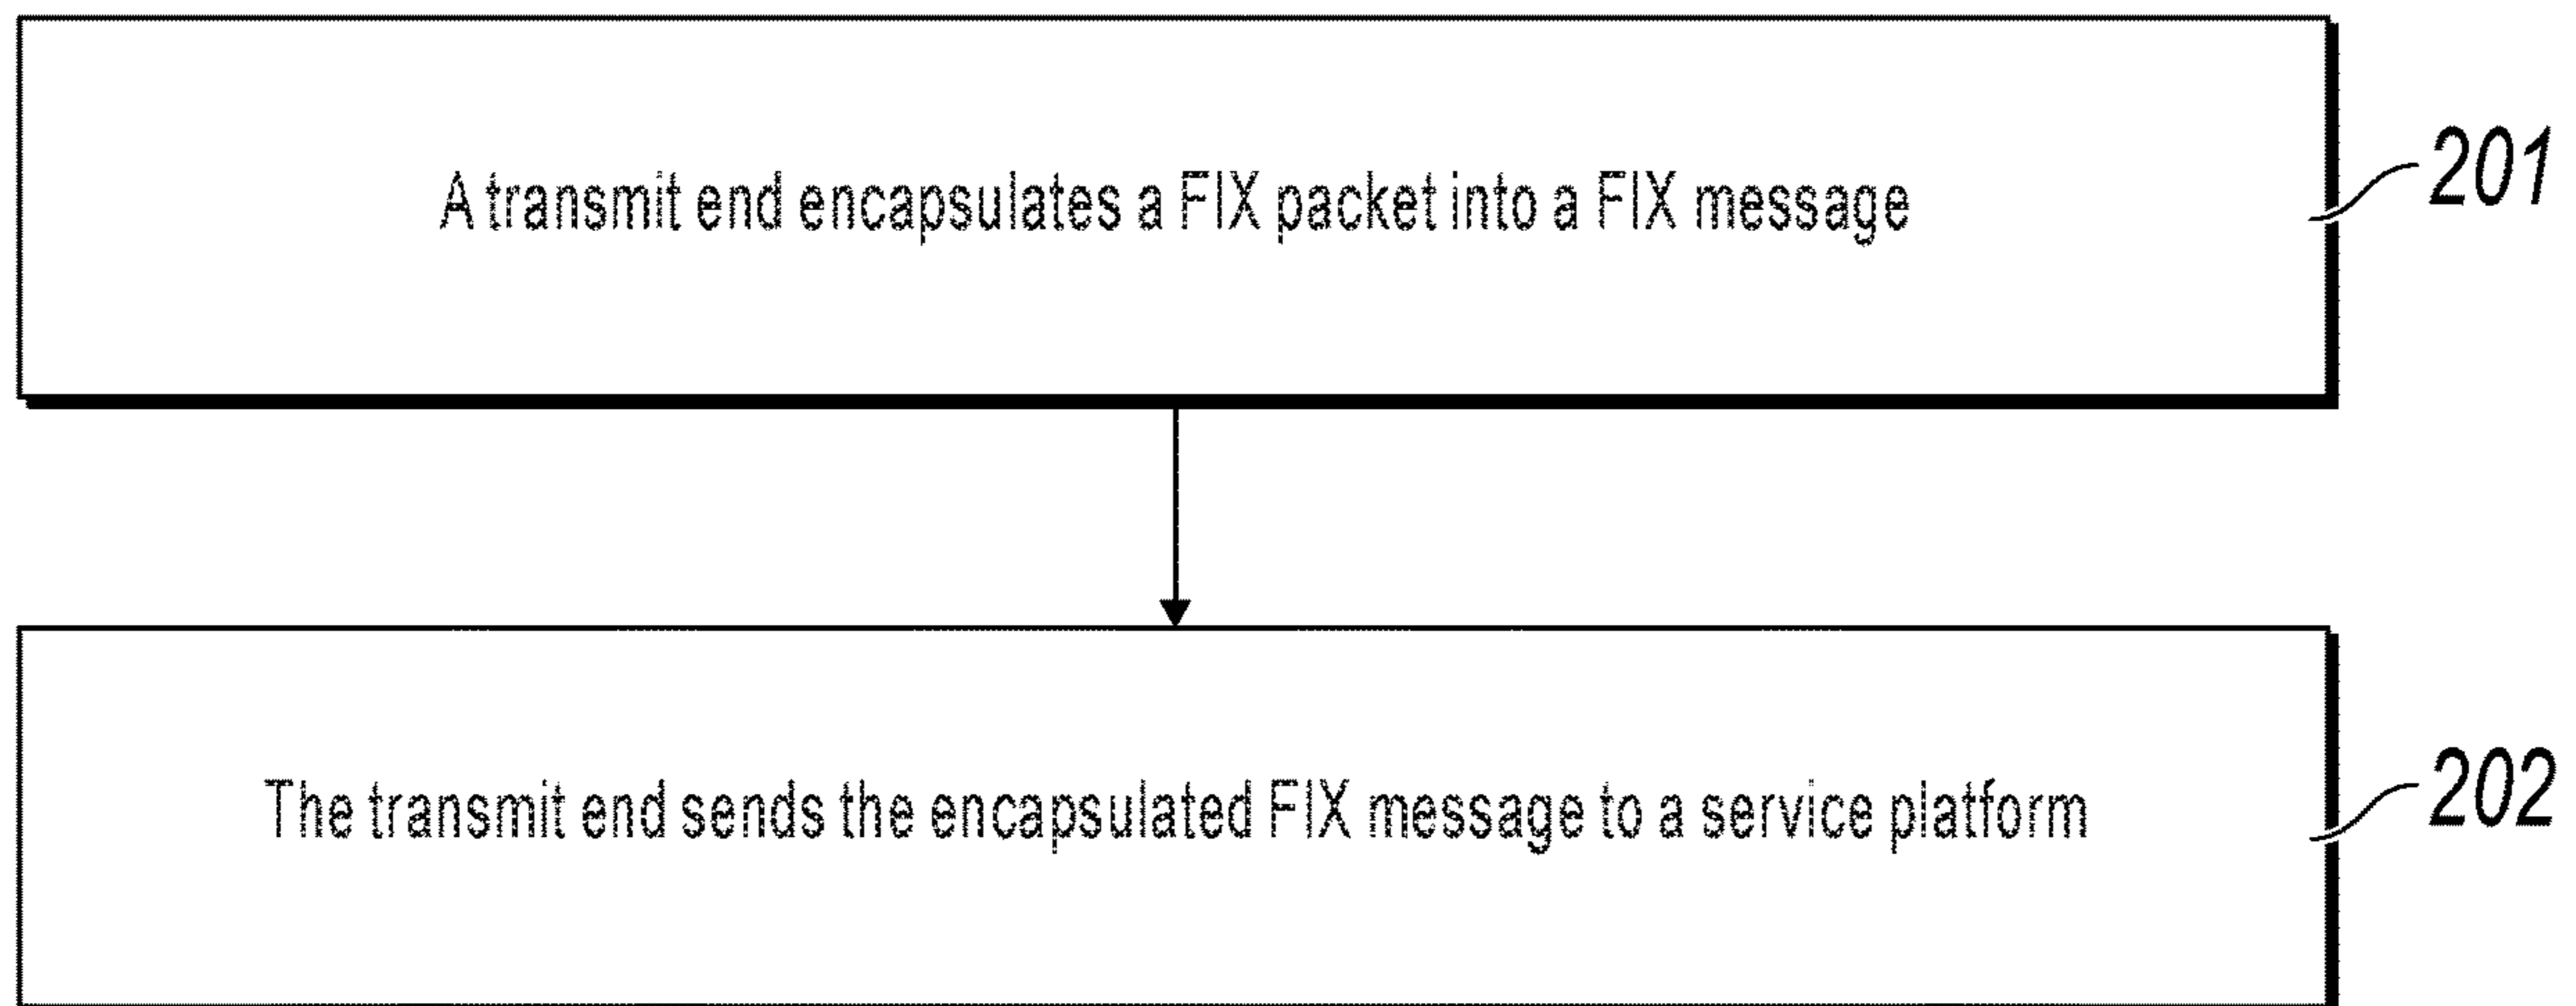 A transmit end encapsulates a FIX packet into a FIX message
201
The transmit end sends the encapsulated FIX message to a service platform
202